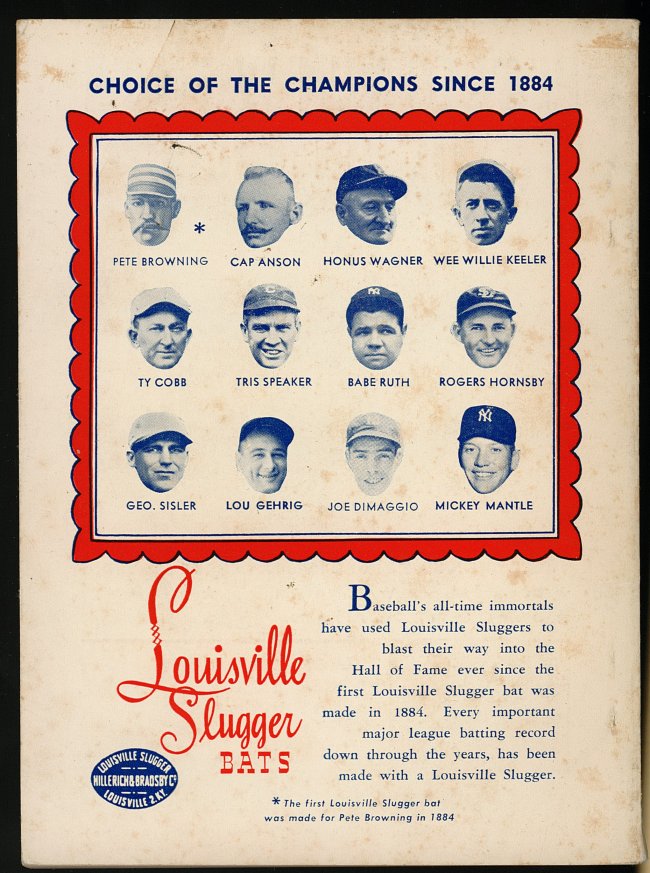 CHOICE OF THE CHAMPIONS SINCE 1884
PETE BROWNING *
CAP ANSON
HONUS WAGNER
WEE WILLIE KEELER
TY COBB
TRIS SPEAKER
BABE RUTH
ROGERS HORNSBY
GEO. SISLER
LOU GEHRIG
JOE DIMAGGIO
MICKEY MANTLE
Louisville
Slugger
BATS
LOUISVILLE SLUGGER
HILLERICH & BRADSBY Co
LOUISVILLE 2. KY.
Baseball's all-time immortals
have used Louisville Sluggers to
blast their way into the
Hall of Fame ever since the
first Louisville Slugger bat was
made in 1884. Every important
major league batting record
down through the years, has been
made with a Louisville Slugger.
* The first Louisville Slugger bat
was made for Pete Browning in 1884